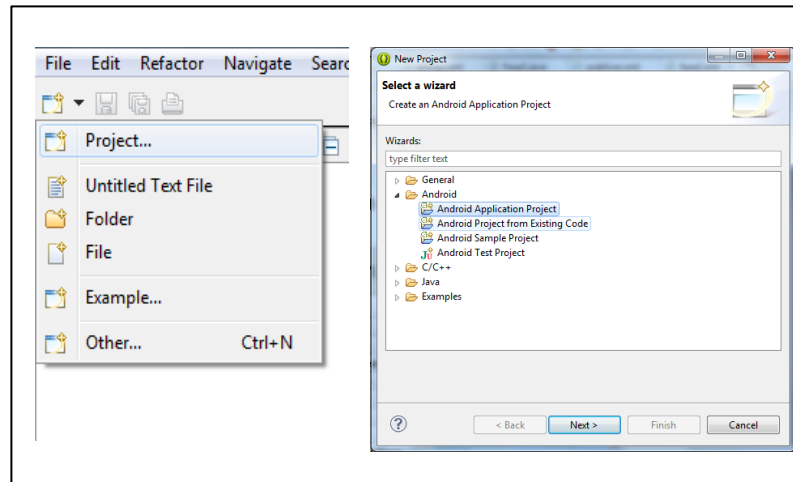 File Edit Refactor Navigate Searc
Project...
Untitled Text File
Folder
File
Example...
Other... Ctrl+N
New Project
Select a wizard
Create an Android Application Project
Wizards:
type filter text
General
Android
Android Application Project
Android Project from Existing Code
Android Sample Project
Android Test Project
C/C++
Java
Examples
< Back Next > Finish Cancel